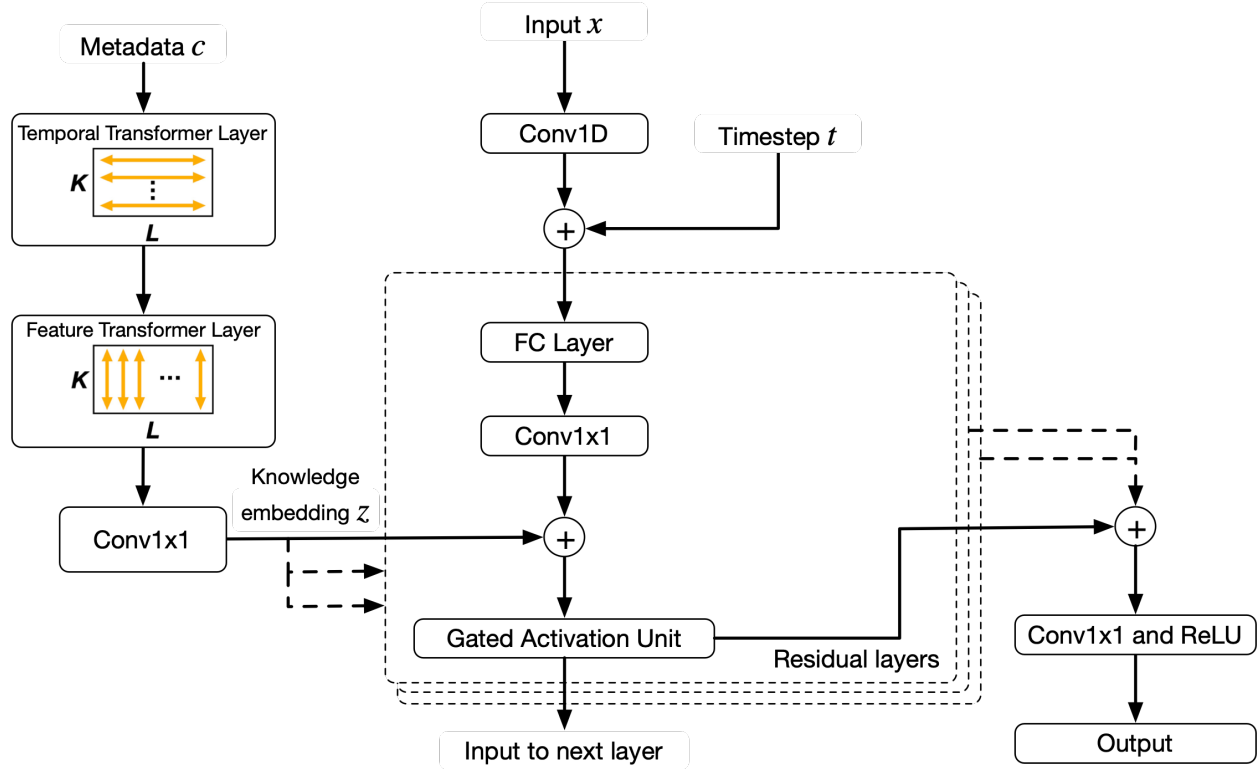 Metadata c
Temporal Transformer Layer
K
L
Feature Transformer Layer
K
L
Conv1x1
Knowledge
embedding z
Input x
Conv1D
Timestep t
+
FC Layer
Conv1x1
+
Gated Activation Unit
Residual layers
Input to next layer
+
Conv1x1 and ReLU
Output